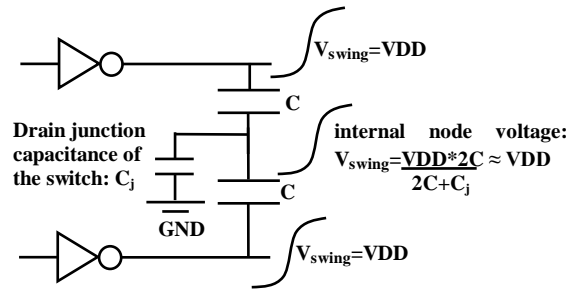 V_swing=VDD
C
Drain junction
capacitance of
the switch: C_j
internal node voltage:
V_swing=VDD*2C ≈ VDD
2C+C_j
C
GND
V_swing=VDD